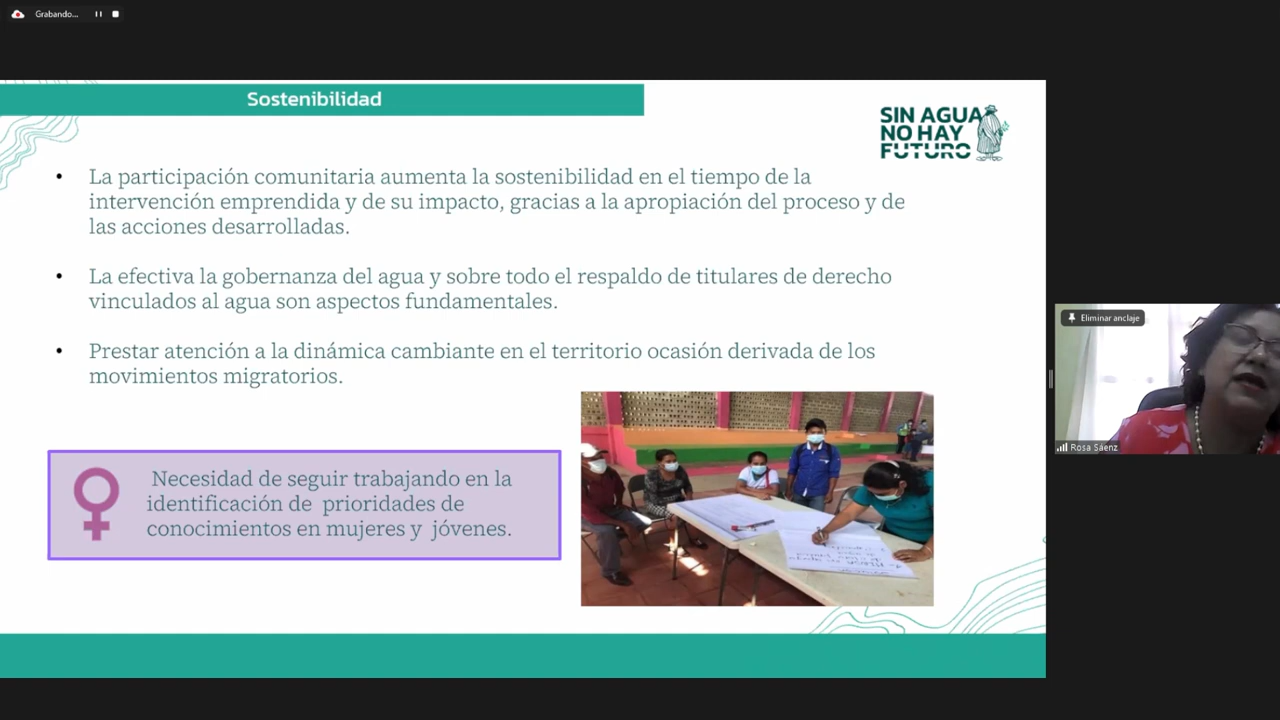 Grabando...
Sostenibilidad
SIN AGUA
NO HAY
FUTURO
• La participación comunitaria aumenta la sostenibilidad en el tiempo de la
intervención emprendida y de su impacto, gracias a la apropiación del proceso y de
las acciones desarrolladas.
• La efectiva la gobernanza del agua y sobre todo el respaldo de titulares de derecho
vinculados al agua son aspectos fundamentales.
• Prestar atención a la dinámica cambiante en el territorio ocasión derivada de los
movimientos migratorios.
Necesidad de seguir trabajando en la
identificación de prioridades de
conocimientos en mujeres y jóvenes.
Eliminar anclaje
Rosa Sáenz